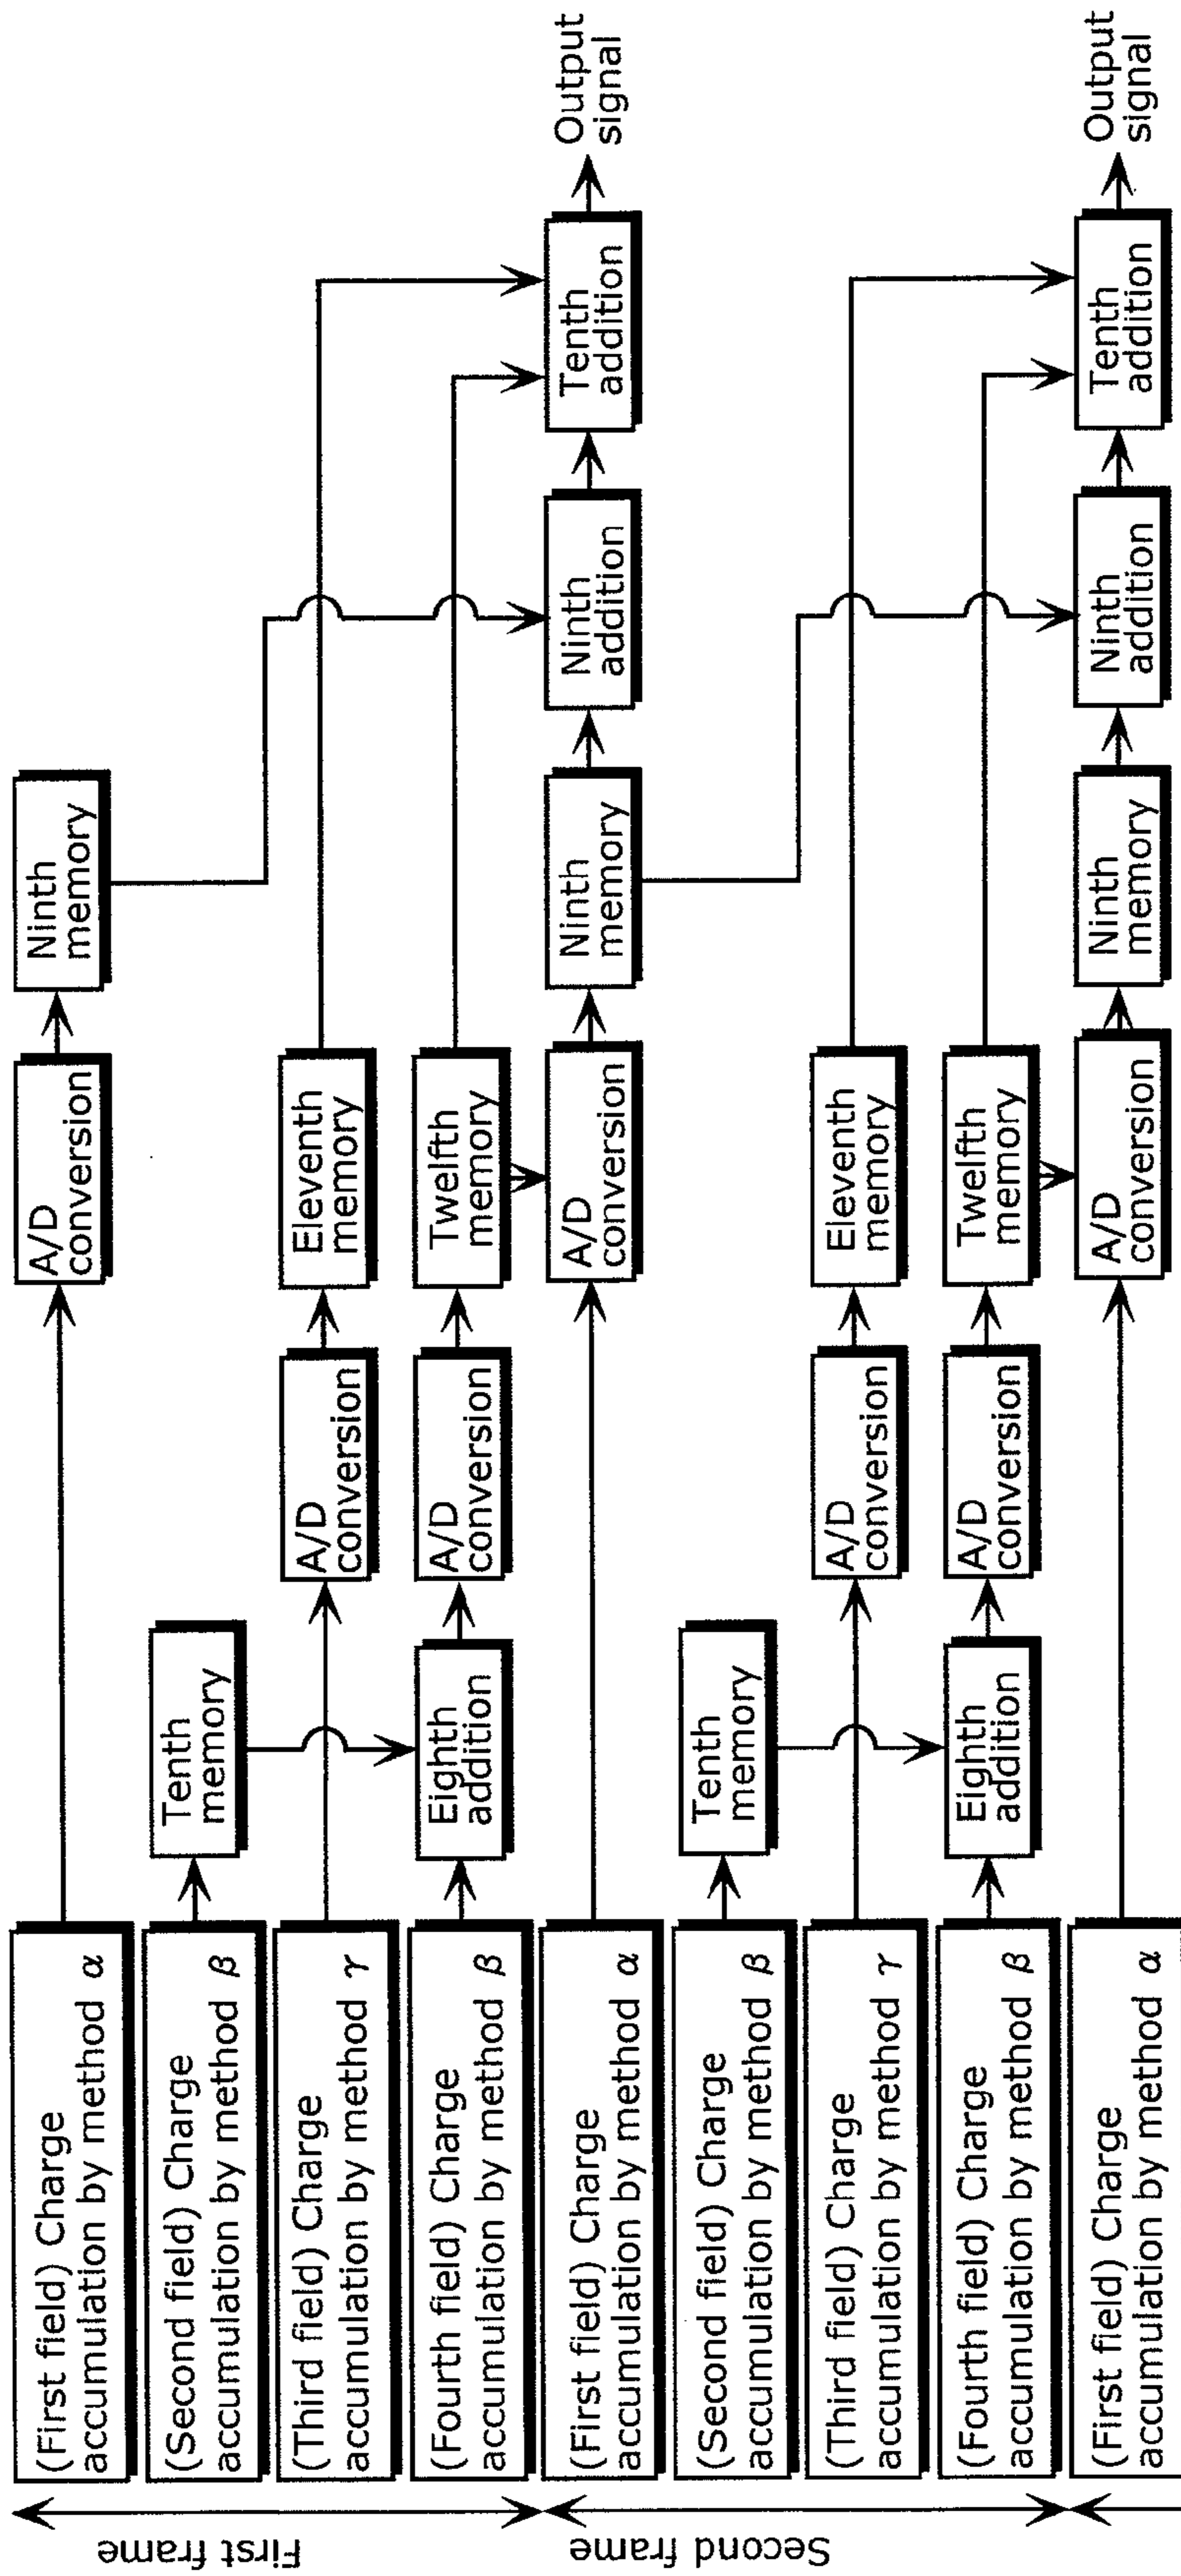 First frame
(First field) Charge
accumulation by method α
A/D
conversion
Ninth
memory
(Second field) Charge
accumulation by method β
Tenth
memory
(Third field) Charge
accumulation by method γ
A/D
conversion
Eleventh
memory
(Fourth field) Charge
accumulation by method β
Eighth
addition
A/D
conversion
Twelfth
memory
Second frame
(First field) Charge
accumulation by method α
A/D
conversion
Ninth
memory
Ninth
addition
Tenth
addition
Output
signal
(Second field) Charge
accumulation by method β
Tenth
memory
(Third field) Charge
accumulation by method γ
A/D
conversion
Eleventh
memory
(Fourth field) Charge
accumulation by method β
Eighth
addition
A/D
conversion
Twelfth
memory
(First field) Charge
accumulation by method α
A/D
conversion
Ninth
memory
Ninth
addition
Tenth
addition
Output
signal